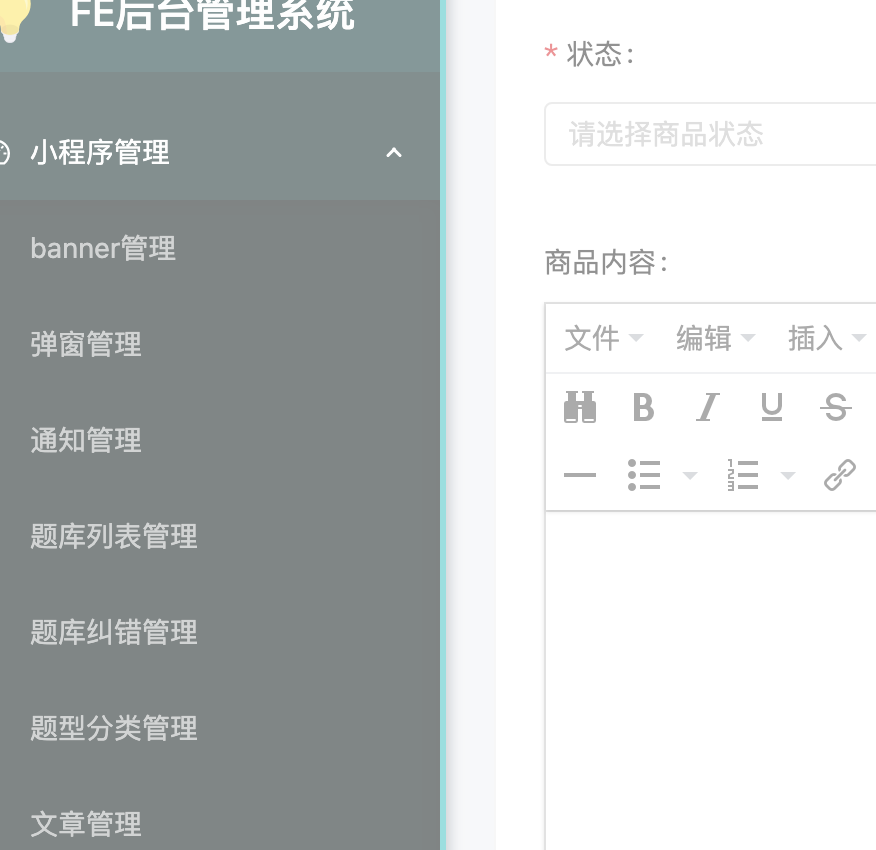 FE后台管理系统
小程序管理
banner管理
弹窗管理
通知管理
题库列表管理
题库纠错管理
题型分类管理
文章管理
* 状态：
请选择商品状态
商品内容：
文件 编辑 插入